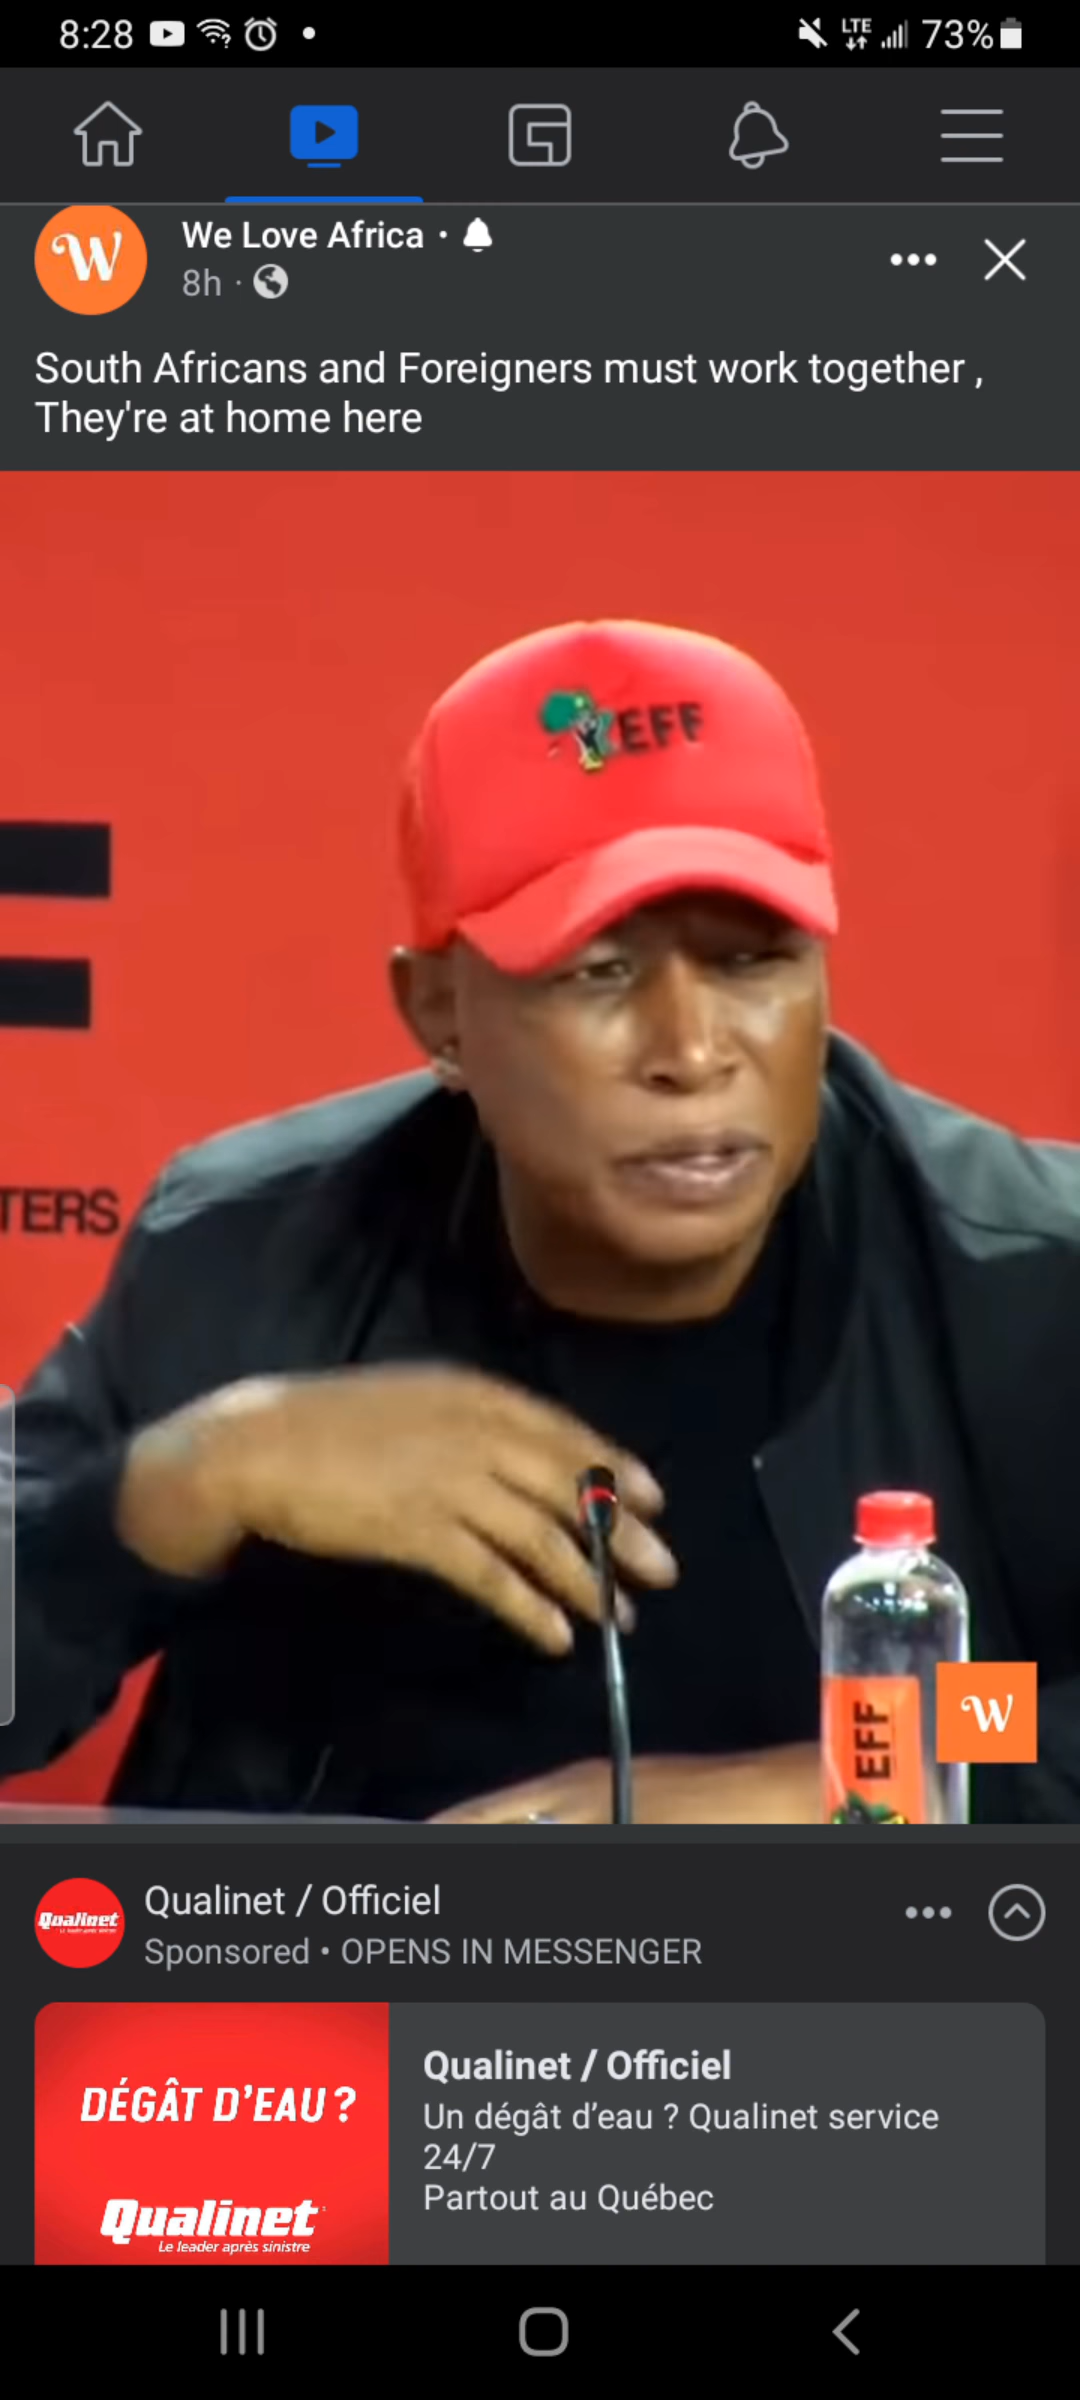 8:28
LTE 73%
We Love Africa ·
8h ·
South Africans and Foreigners must work together ,
They're at home here
EFF
TERS
EFF
W
W
Qualinet / Officiel
Sponsored • OPENS IN MESSENGER
Qualinet
DÉGÂT D'EAU ?
Qualinet
Le leader après sinistre
Qualinet / Officiel
Un dégât d’eau ? Qualinet service
24/7
Partout au Québec